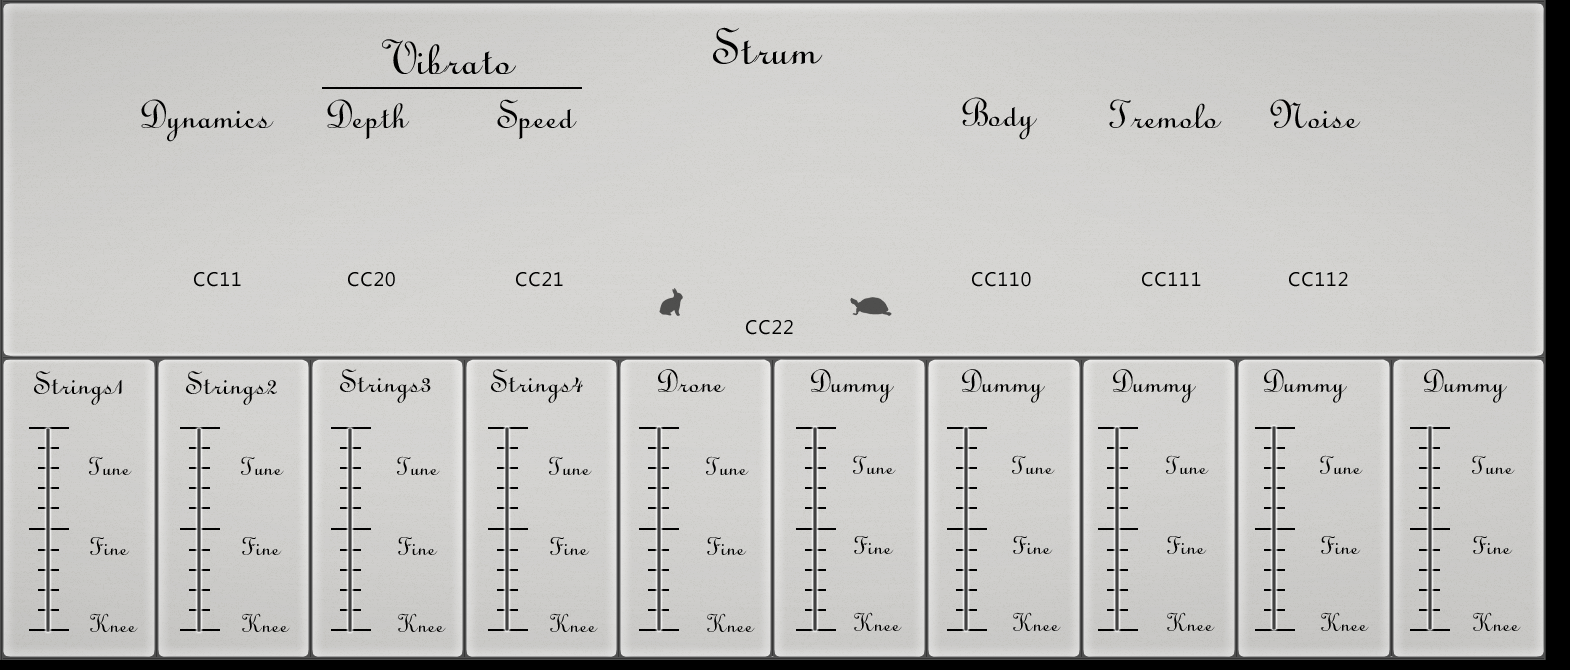 Vibrato
Strum
Dynamics Depth Speed Body Tremolo Noise
CC11 CC20 CC21 CC110 CC111 CC112
CC22
Strings1 Strings2 Strings3 Strings4 Drone Dummy Dummy Dummy Dummy Dummy
Tune Tune Tune Tune Tune Tune Tune Tune Tune Tune
Fine Fine Fine Fine Fine Fine Fine Fine Fine Fine
Knee Knee Knee Knee Knee Knee Knee Knee Knee Knee